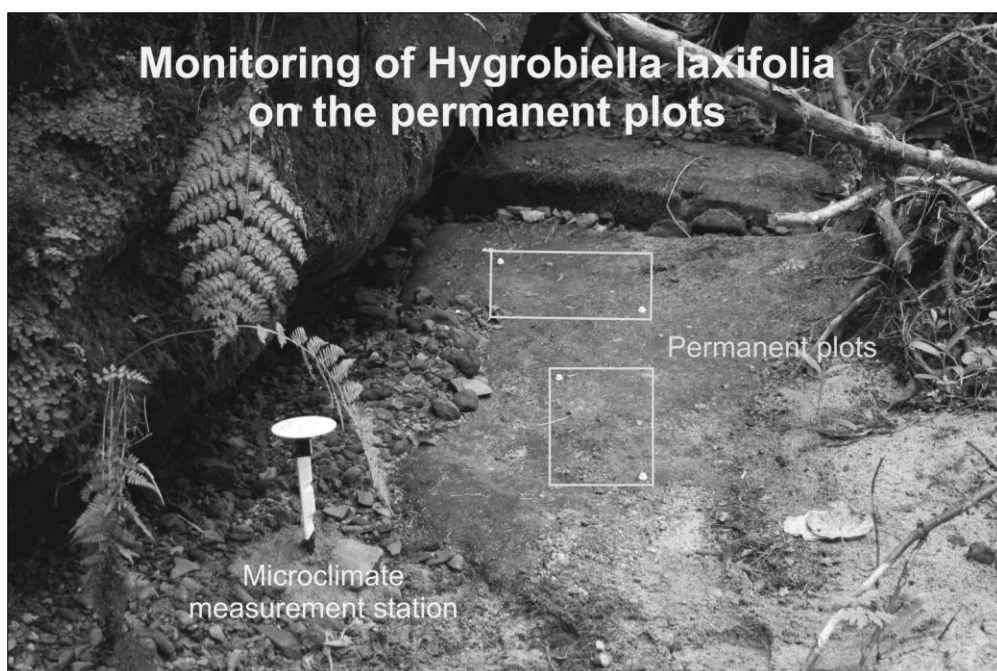 Monitoring of Hygrobiella laxifolia
on the permanent plots
Permanent plots
Microclimate
measurement station